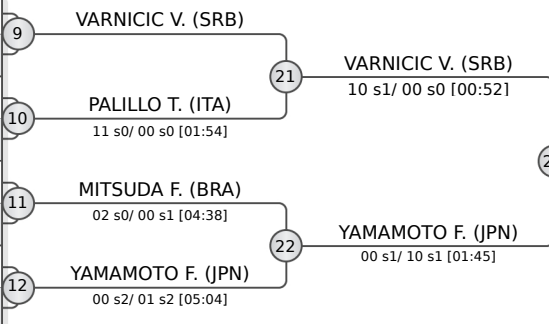 VARNICIC V. (SRB)
9
21
VARNICIC V. (SRB)
10 s1/ 00 s0 [00:52]
PALILLO T. (ITA)
10
11 s0/ 00 s0 [01:54]
MITSUDA F. (BRA)
11
02 s0/ 00 s1 [04:38]
22
YAMAMOTO F. (JPN)
00 s1/ 10 s1 [01:45]
YAMAMOTO F. (JPN)
12
00 s2/ 01 s2 [05:04]